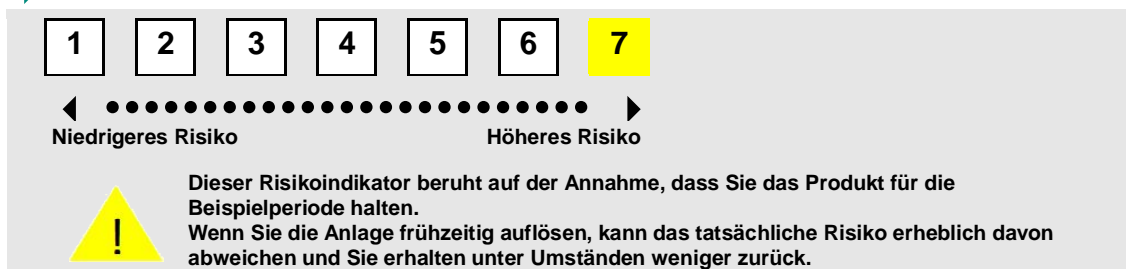 1 2 3 4 5 6 7
Niedrigeres Risiko Höheres Risiko
Dieser Risikoindikator beruht auf der Annahme, dass Sie das Produkt für die
Beispielperiode halten.
! Wenn Sie die Anlage frühzeitig auflösen, kann das tatsächliche Risiko erheblich davon
abweichen und Sie erhalten unter Umständen weniger zurück.